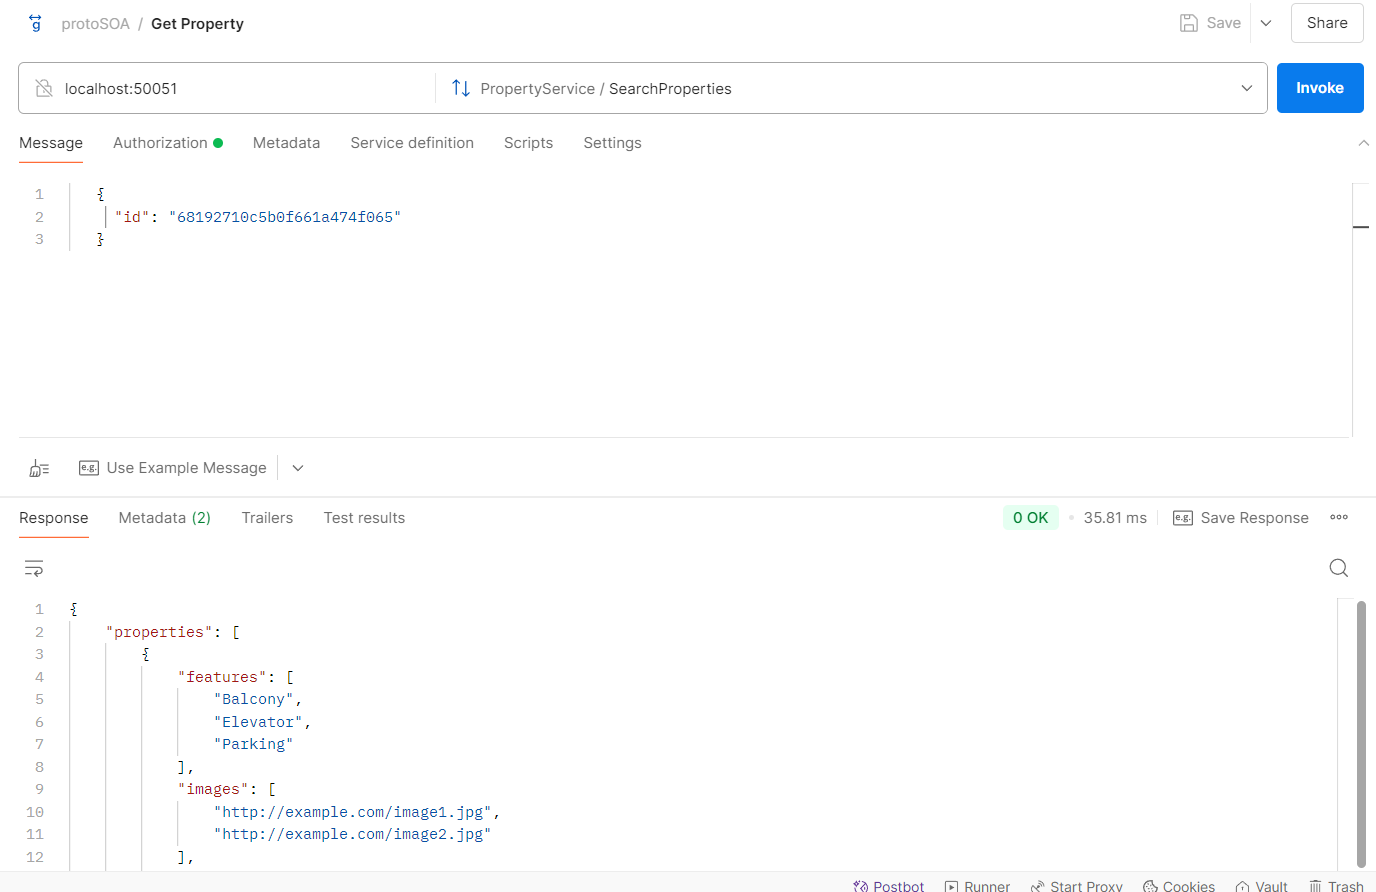 protoSOA / Get Property
Save
Share
localhost:50051
PropertyService / SearchProperties
Invoke
Message Authorization Metadata Service definition Scripts Settings
1 {
2 "id": "68192710c5b0f661a474f065"
3 }
e.g. Use Example Message
Response Metadata (2) Trailers Test results
0 OK 35.81 ms e.g. Save Response
1 {
2 "properties": [
3 {
4 "features": [
5 "Balcony",
6 "Elevator",
7 "Parking"
8 ],
9 "images": [
10 "http://example.com/image1.jpg",
11 "http://example.com/image2.jpg"
12 ],
Postbot Runner Start Proxy Cookies Vault Trash